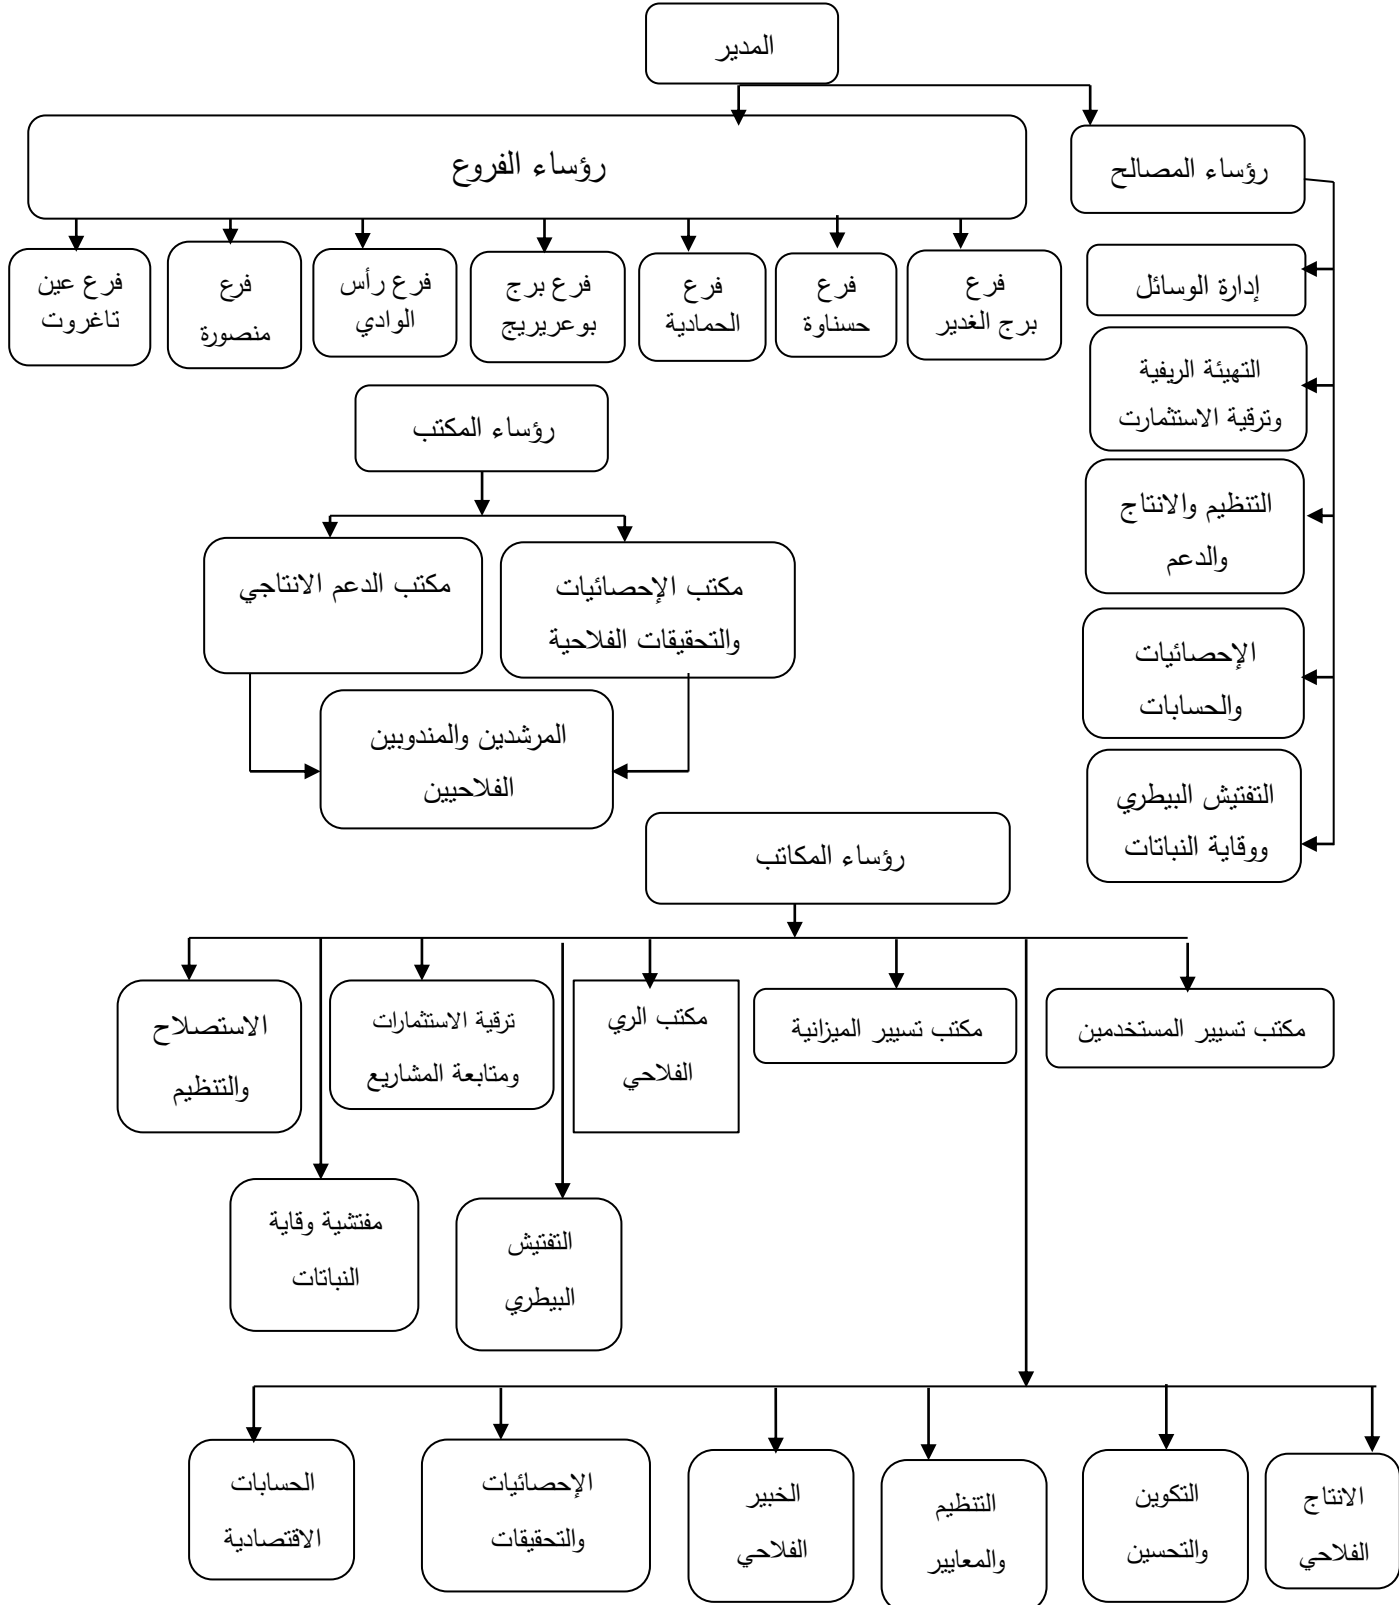 المدير
رؤساء المصالح
رؤساء الفروع
فرع
برج الغدير
فرع
حسناوة
فرع
الحمادية
فرع برج
بوعريريج
فرع رأس
الوادي
فرع
منصورة
فرع عين
تاغروت
إدارة الوسائل
التهيئة الريفية
وترقية الاستثمارت
التنظيم والانتاج
والدعم
الإحصائيات
والحسابات
التفتيش البيطري
ووقاية النباتات
رؤساء المكتب
مكتب الإحصائيات
والتحقيقات الفلاحية
مكتب الدعم الانتاجي
المرشدين والمندوبين
الفلاحيين
رؤساء المكاتب
مكتب تسيير المستخدمين
مكتب تسيير الميزانية
مكتب الري
الفلاحي
ترقية الاستثمارات
ومتابعة المشاريع
الاستصلاح
والتنظيم
التفتيش
البيطري
مفتشية وقاية
النباتات
الانتاج
الفلاحي
التكوين
والتحسين
التنظيم
والمعايير
الخبير
الفلاحي
الإحصائيات
والتحقيقات
الحسابات
الاقتصادية